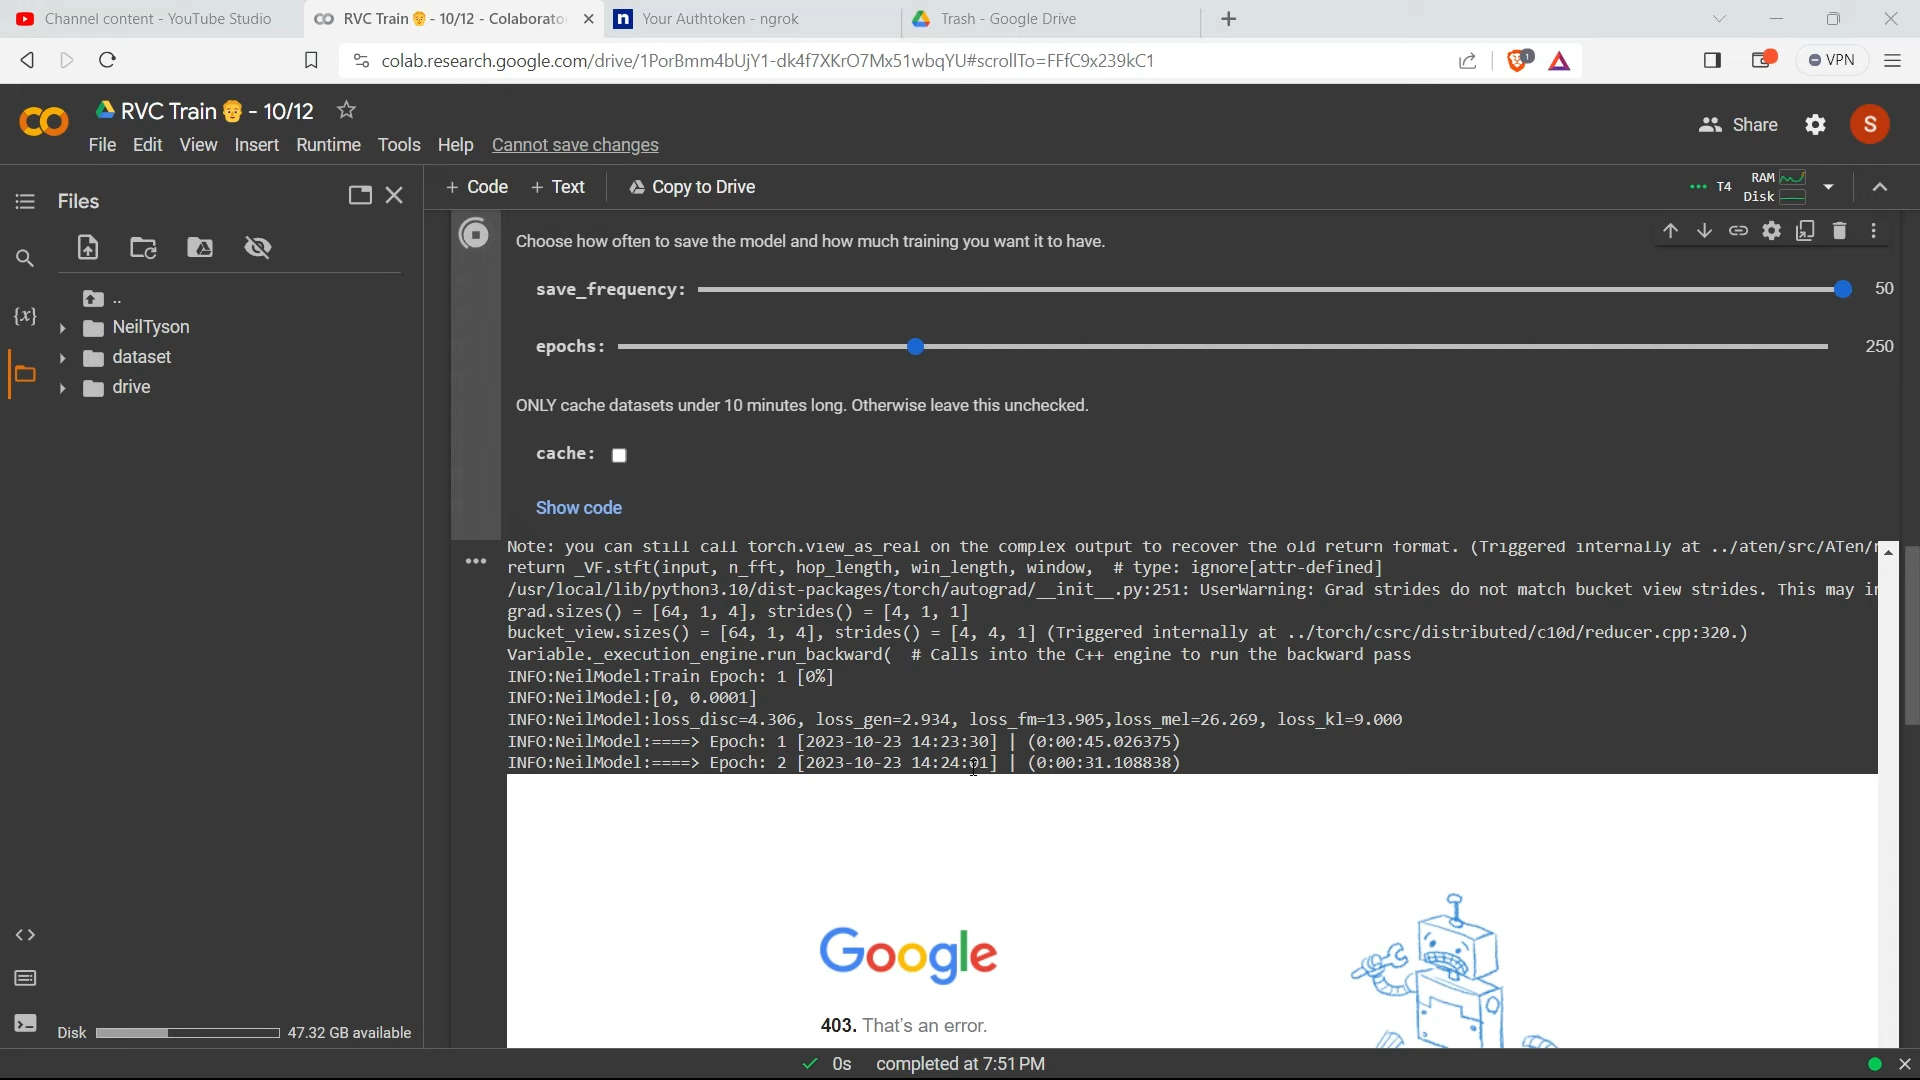 Channel content - YouTube Studio
RVC Train - 10/12 - Colaborato
Your Authtoken - ngrok
Trash - Google Drive
colab.research.google.com/drive/1PorBmm4bUjY1-dk4f7XKrO7Mx51wbqYU#scrollTo=FFfC9x239kC1
1
VPN
RVC Train - 10/12
File Edit View Insert Runtime Tools Help Cannot save changes
Share
S
Files
+ Code + Text Copy to Drive
T4 RAM
Disk
..
NeilTyson
dataset
drive
{x}
Choose how often to save the model and how much training you want it to have.
save_frequency: 50
epochs: 250
ONLY cache datasets under 10 minutes long. Otherwise leave this unchecked.
cache:
Show code
Note: you can still call torch.view_as_real on the complex output to recover the old return format. (Triggered internally at ../aten/src/ATen/
return _VF.stft(input, n_fft, hop_length, win_length, window,  # type: ignore[attr-defined]
/usr/local/lib/python3.10/dist-packages/torch/autograd/__init__.py:251: UserWarning: Grad strides do not match bucket view strides. This may
grad.sizes() = [64, 1, 4], strides() = [4, 1, 1]
bucket_view.sizes() = [64, 1, 4], strides() = [4, 4, 1] (Triggered internally at ../torch/csrc/distributed/c10d/reducer.cpp:320.)
Variable._execution_engine.run_backward(  # Calls into the C++ engine to run the backward pass
INFO:NeilModel:Train Epoch: 1 [0%]
INFO:NeilModel:[0, 0.0001]
INFO:NeilModel:loss_disc=4.306, loss_gen=2.934, loss_fm=13.905,loss_mel=26.269, loss_kl=9.000
INFO:NeilModel:====> Epoch: 1 [2023-10-23 14:23:30] | (0:00:45.026375)
INFO:NeilModel:====> Epoch: 2 [2023-10-23 14:24:01] | (0:00:31.108838)
Google
403. That's an error.
Disk 47.32 GB available
0s completed at 7:51 PM